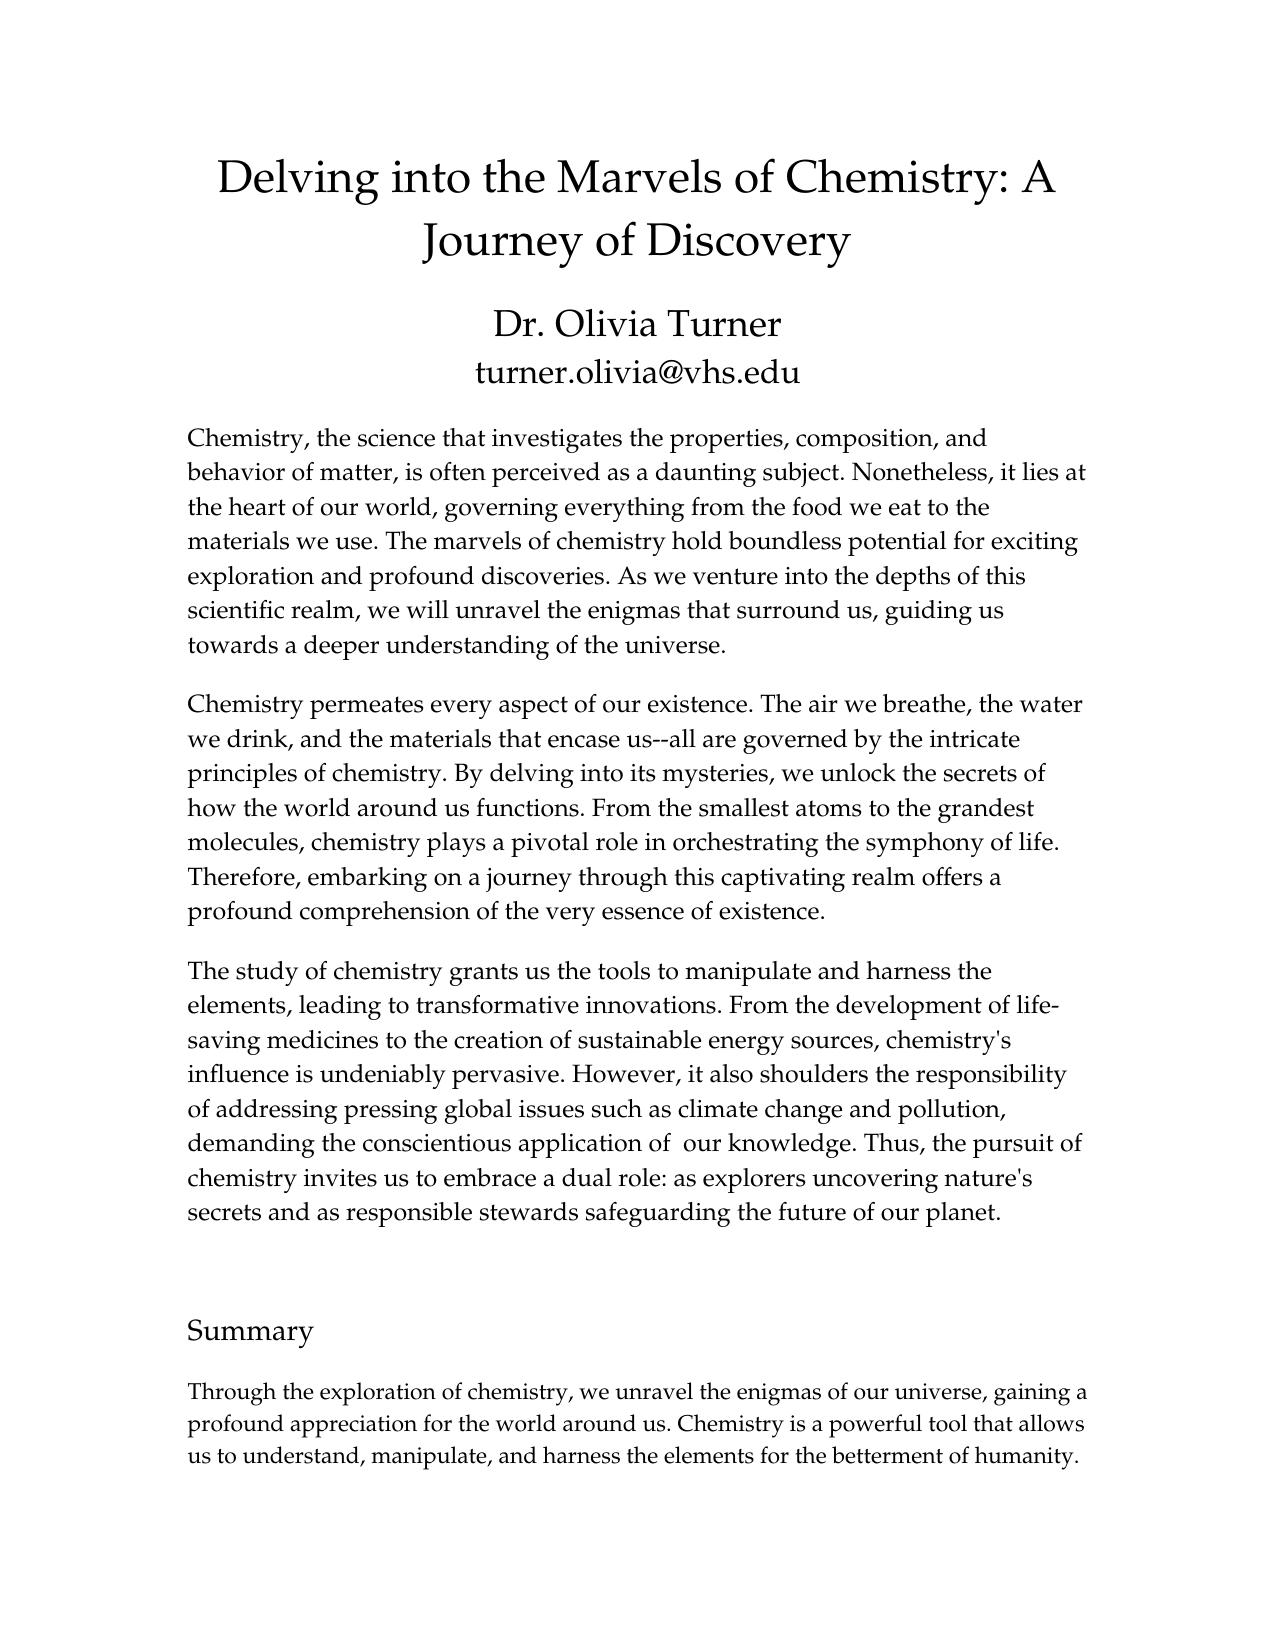 Delving into the Marvels of Chemistry: A
Journey of Discovery
Dr. Olivia Turner
turner.olivia@vhs.edu
Chemistry, the science that investigates the properties, composition, and
behavior of matter, is often perceived as a daunting subject. Nonetheless, it lies at
the heart of our world, governing everything from the food we eat to the
materials we use. The marvels of chemistry hold boundless potential for exciting
exploration and profound discoveries. As we venture into the depths of this
scientific realm, we will unravel the enigmas that surround us, guiding us
towards a deeper understanding of the universe.
Chemistry permeates every aspect of our existence. The air we breathe, the water
we drink, and the materials that encase us--all are governed by the intricate
principles of chemistry. By delving into its mysteries, we unlock the secrets of
how the world around us functions. From the smallest atoms to the grandest
molecules, chemistry plays a pivotal role in orchestrating the symphony of life.
Therefore, embarking on a journey through this captivating realm offers a
profound comprehension of the very essence of existence.
The study of chemistry grants us the tools to manipulate and harness the
elements, leading to transformative innovations. From the development of life-
saving medicines to the creation of sustainable energy sources, chemistry's
influence is undeniably pervasive. However, it also shoulders the responsibility
of addressing pressing global issues such as climate change and pollution,
demanding the conscientious application of  our knowledge. Thus, the pursuit of
chemistry invites us to embrace a dual role: as explorers uncovering nature's
secrets and as responsible stewards safeguarding the future of our planet.
Summary
Through the exploration of chemistry, we unravel the enigmas of our universe, gaining a
profound appreciation for the world around us. Chemistry is a powerful tool that allows
us to understand, manipulate, and harness the elements for the betterment of humanity.